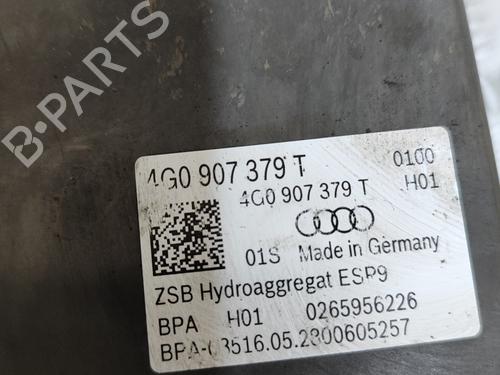 B-PARTS
4G0 907 379 T 0100
4G0 907 379 T H01
01S Made in Germany
ZSB Hydroaggregat ESP9
BPA H01 0265956226
BPA-03516.05.2300605257